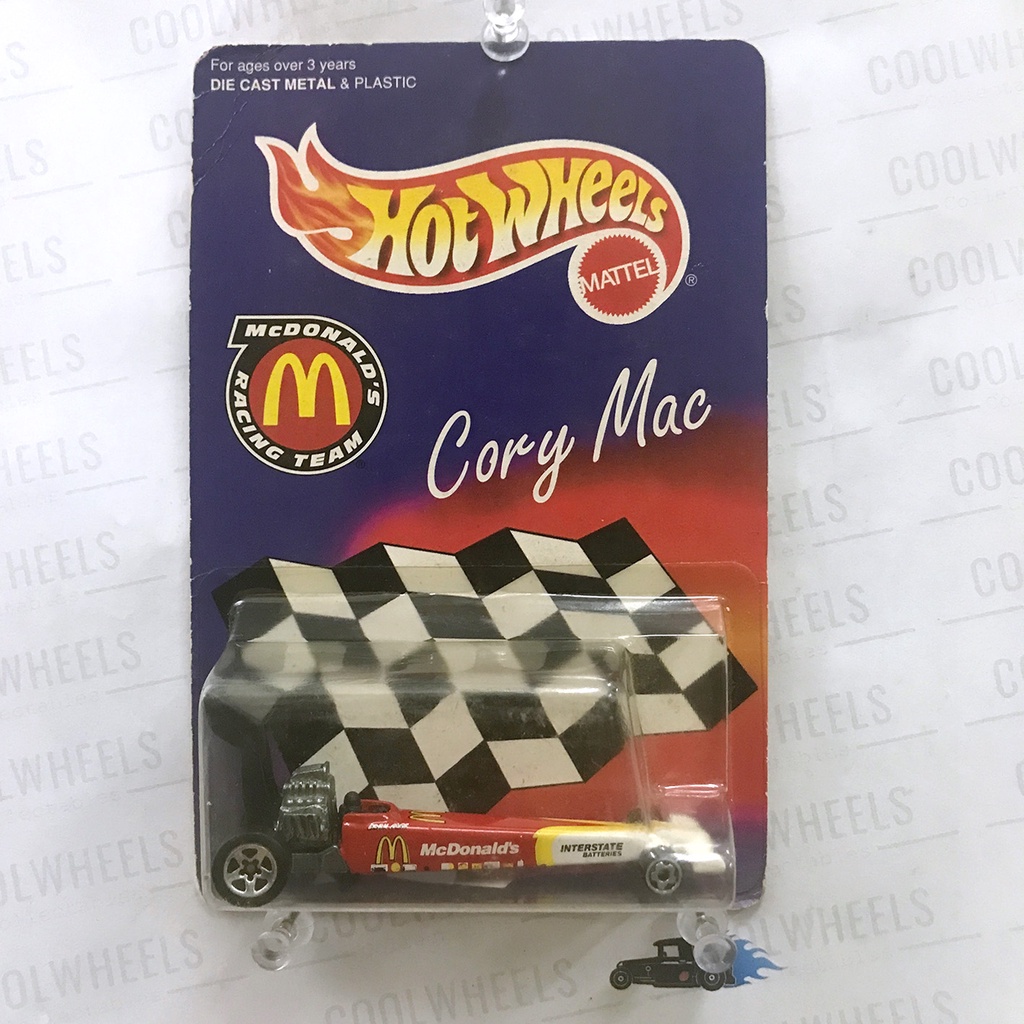 For ages over 3 years
DIE CAST METAL & PLASTIC
Hot Wheels
MATTEL
®
McDONALD'S
RACING TEAM
Cory Mac
McDonald's
INTERSTATE
BATTERIES
COOLWHEELS